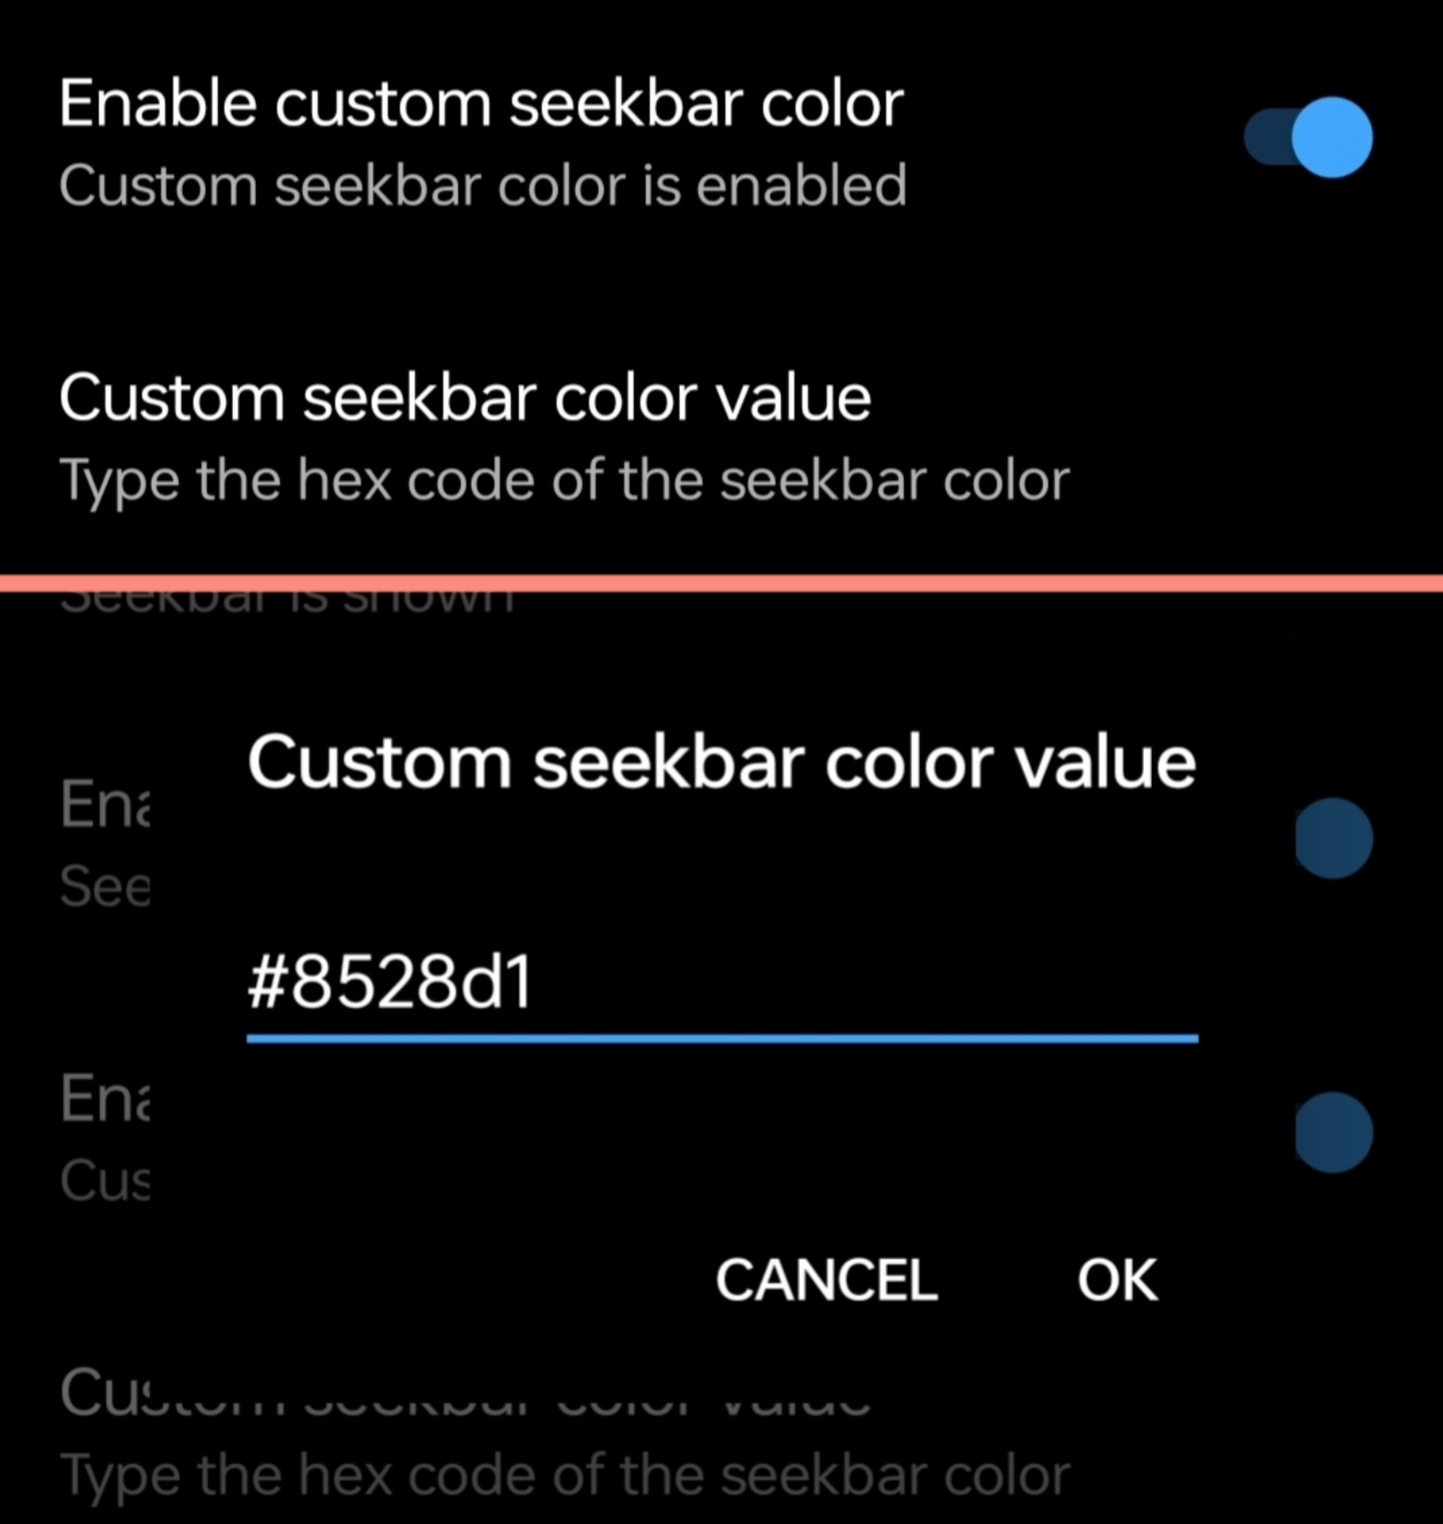 Enable custom seekbar color
Custom seekbar color is enabled
Custom seekbar color value
Type the hex code of the seekbar color
Seekbar is shown
Custom seekbar color value
Ena
See
#8528d1
Ena
Cus
CANCEL OK
Custom seekbar color value
Type the hex code of the seekbar color